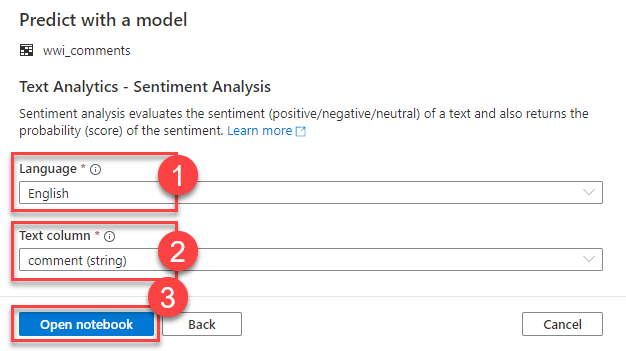 Predict with a model
wwi_comments
Text Analytics - Sentiment Analysis
Sentiment analysis evaluates the sentiment (positive/negative/neutral) of a text and also returns the
probability (score) of the sentiment. Learn more
Language *
1
English
Text column *
2
comment (string)
3
Open notebook
Back
Cancel